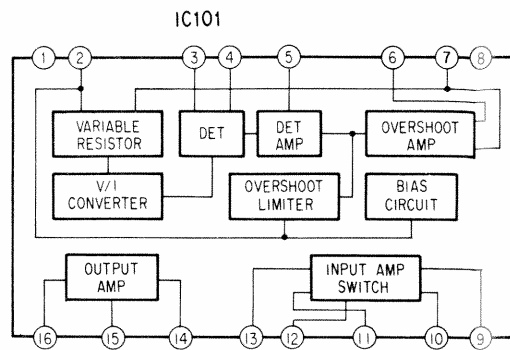 IC101
1 2 3 4 5 6 7 8
VARIABLE
RESISTOR
DET
DET
AMP
OVERSHOOT
AMP
V/I
CONVERTER
OVERSHOOT
LIMITER
BIAS
CIRCUIT
OUTPUT
AMP
INPUT AMP
SWITCH
16 15 14 13 12 11 10 9